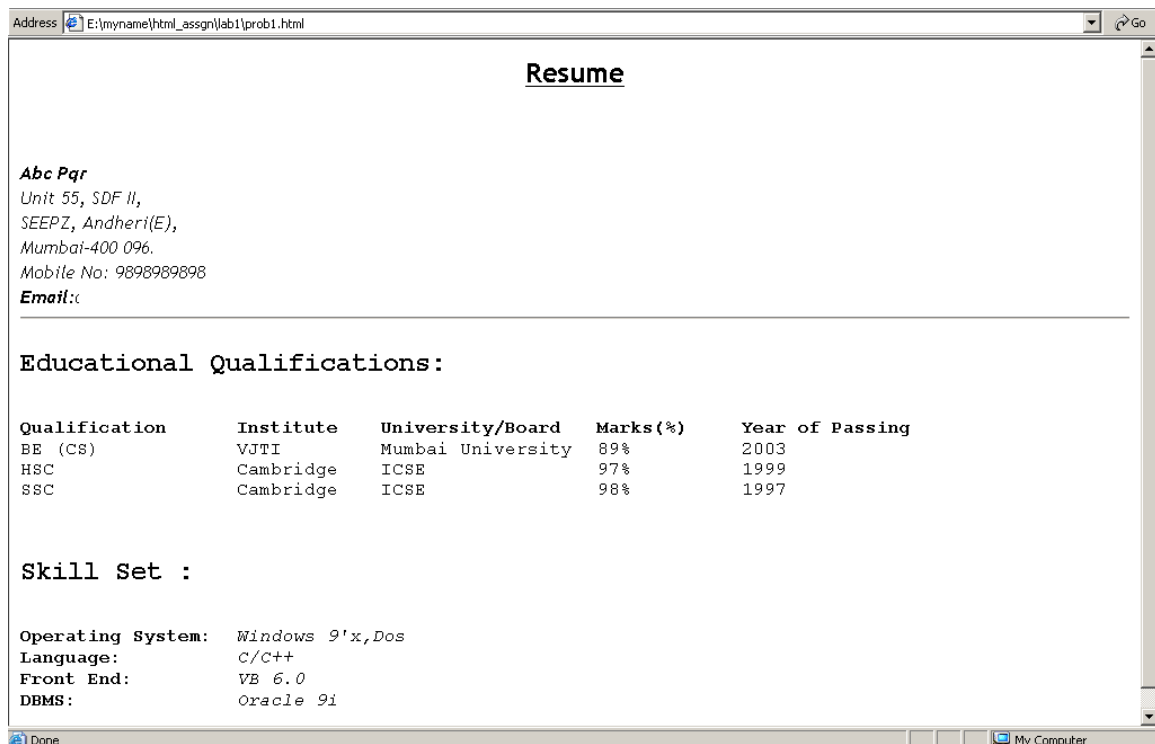 Address E:\myname\html_assgn\lab1\prob1.html Go
Resume
Abc Pqr
Unit 55, SDF II,
SEEPZ, Andheri(E),
Mumbai-400 096.
Mobile No: 9898989898
Email:
Educational Qualifications:
Qualification Institute University/Board Marks(%) Year of Passing
BE (CS) VJTI Mumbai University 89% 2003
HSC Cambridge ICSE 97% 1999
SSC Cambridge ICSE 98% 1997
Skill Set :
Operating System: Windows 9'x,Dos
Language: C/C++
Front End: VB 6.0
DBMS: Oracle 9i
Done My Computer